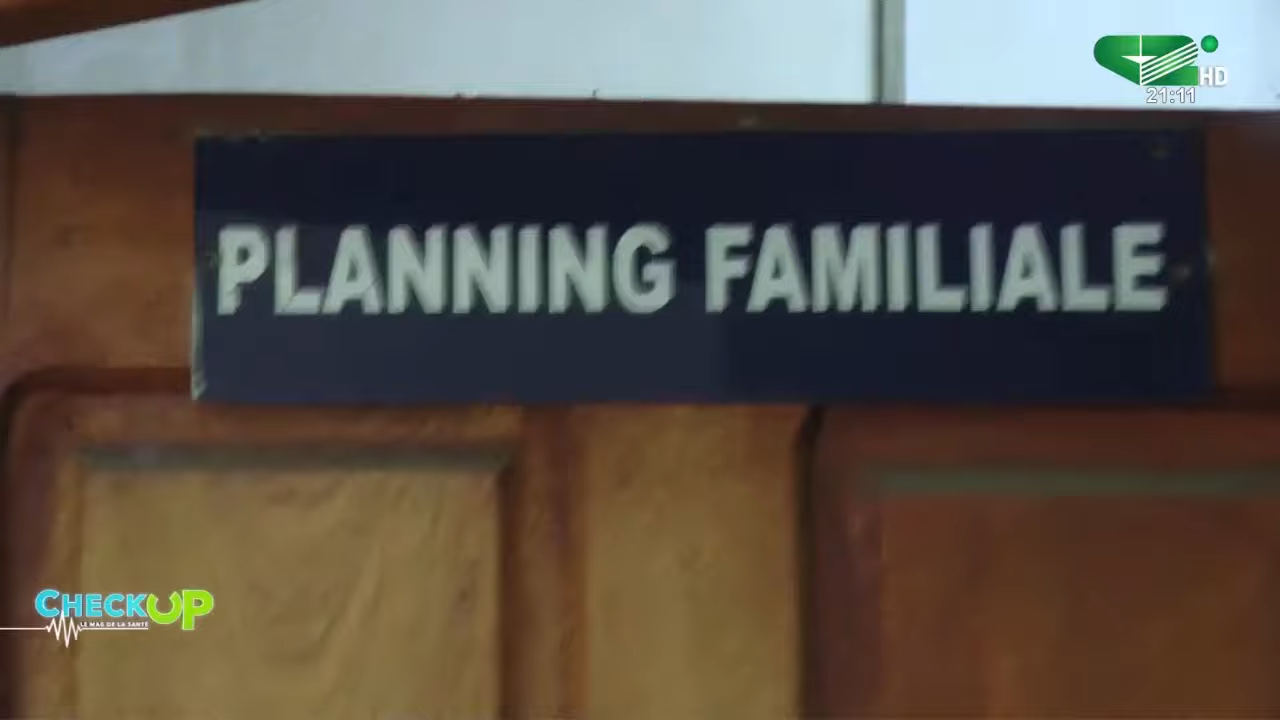 HD
21:11
PLANNING FAMILIALE
CHECKUP
LE MAG DE LA SANTÉ